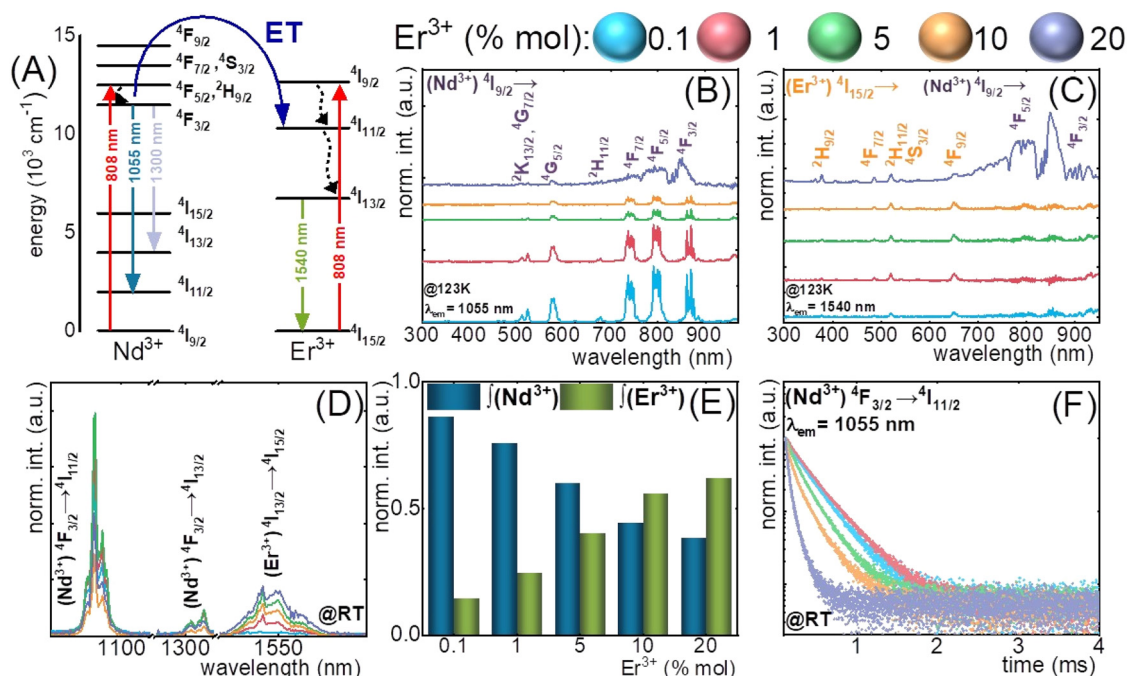 Er³⁺ (% mol): 0.1 1 5 10 20
(A)
ET
energy (10³ cm⁻¹)
15
10
5
0
⁴F₉/₂
⁴F₇/₂ ,⁴S₃/₂
⁴F₅/₂ ,²H₉/₂
⁴F₃/₂
⁴I₁₅/₂
⁴I₁₃/₂
⁴I₁₁/₂
⁴I₉/₂
808 nm
1055 nm
1300 nm
Nd³⁺
⁴I₉/₂
⁴I₁₁/₂
⁴I₁₃/₂
⁴I₁₅/₂
1540 nm
808 nm
Er³⁺
(B)
(Nd³⁺) ⁴I₉/₂↓
²K₁₃/₂ , ⁴G₇/₂
⁴G₅/₂
²H₁₁/₂
⁴F₇/₂
⁴F₅/₂
⁴F₃/₂
norm. int. (a.u.)
@123K
λem = 1055 nm
300 400 500 600 700 800 900
wavelength (nm)
(C)
(Er³⁺) ⁴I₁₅/₂→ (Nd³⁺) ⁴I₉/₂→
²H₉/₂
⁴F₇/₂
²H₁₁/₂
⁴S₃/₂
⁴F₉/₂
⁴F₅/₂
⁴F₃/₂
norm. int. (a.u.)
@123K
λem = 1540 nm
300 400 500 600 700 800 900
wavelength (nm)
(D)
norm. int. (a.u.)
(Nd³⁺) ⁴F₃/₂→⁴I₁₁/₂
(Nd³⁺) ⁴F₃/₂→⁴I₁₃/₂
(Er³⁺) ⁴I₁₃/₂→⁴I₁₅/₂
@RT
1100 1300 1550
wavelength (nm)
(E)
∫(Nd³⁺) ∫(Er³⁺)
norm. int. (a.u.)
1.0
0.5
0.0
0.1 1 5 10 20
Er³⁺ (% mol)
(F)
(Nd³⁺) ⁴F₃/₂→⁴I₁₁/₂
λem = 1055 nm
norm. int. (a.u.)
@RT
0 1 2 3 4
time (ms)